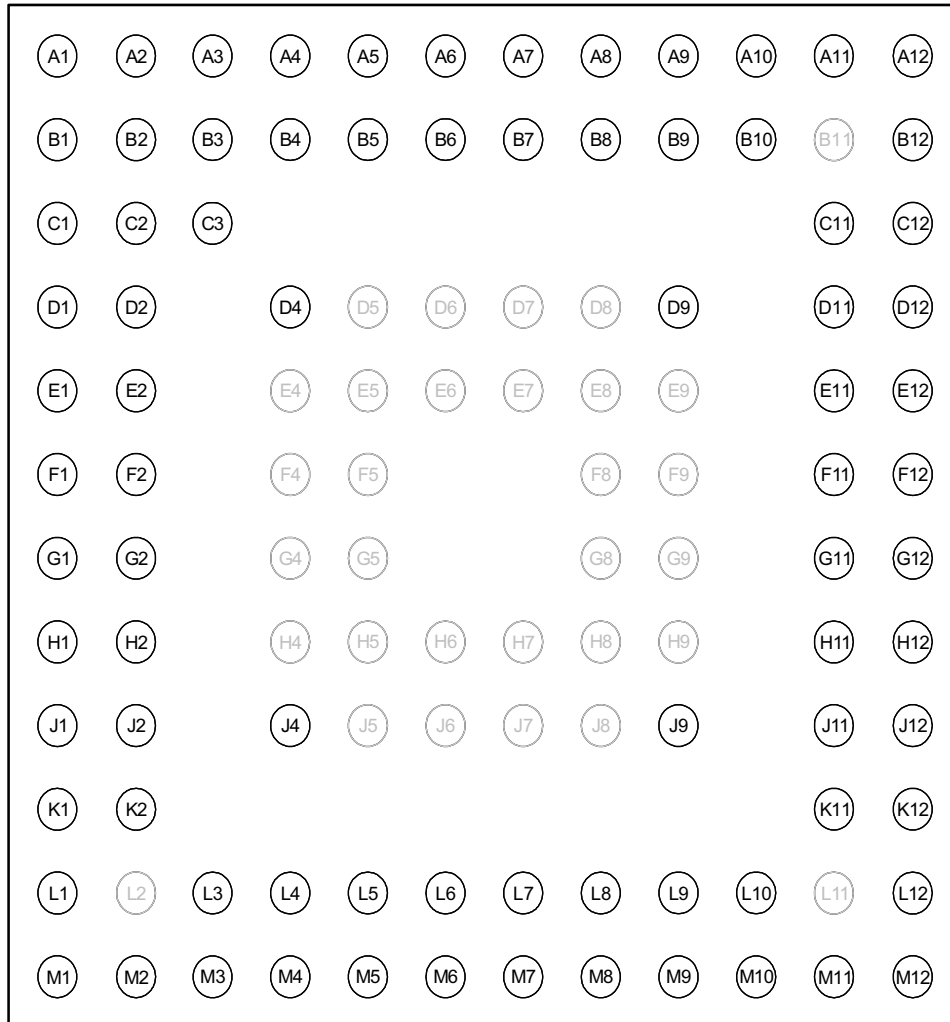 A1 A2 A3 A4 A5 A6 A7 A8 A9 A10 A11 A12
B1 B2 B3 B4 B5 B6 B7 B8 B9 B10 B11 B12
C1 C2 C3 C11 C12
D1 D2 D4 D5 D6 D7 D8 D9 D11 D12
E1 E2 E4 E5 E6 E7 E8 E9 E11 E12
F1 F2 F4 F5 F8 F9 F11 F12
G1 G2 G4 G5 G8 G9 G11 G12
H1 H2 H4 H5 H6 H7 H8 H9 H11 H12
J1 J2 J4 J5 J6 J7 J8 J9 J11 J12
K1 K2 K11 K12
L1 L2 L3 L4 L5 L6 L7 L8 L9 L10 L11 L12
M1 M2 M3 M4 M5 M6 M7 M8 M9 M10 M11 M12